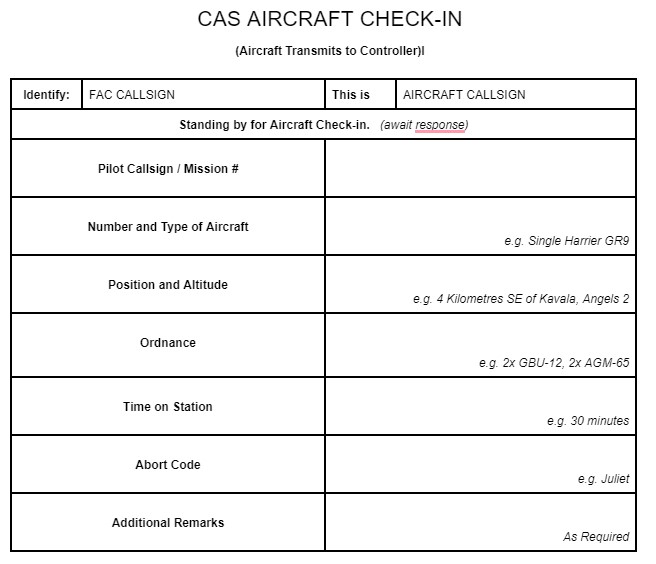 CAS AIRCRAFT CHECK-IN
(Aircraft Transmits to Controller)l
Identify: FAC CALLSIGN This is AIRCRAFT CALLSIGN
Standing by for Aircraft Check-in. (await response)
Pilot Callsign / Mission #
Number and Type of Aircraft
e.g. Single Harrier GR9
Position and Altitude
e.g. 4 Kilometres SE of Kavala, Angels 2
Ordnance
e.g. 2x GBU-12, 2x AGM-65
Time on Station
e.g. 30 minutes
Abort Code
e.g. Juliet
Additional Remarks
As Required